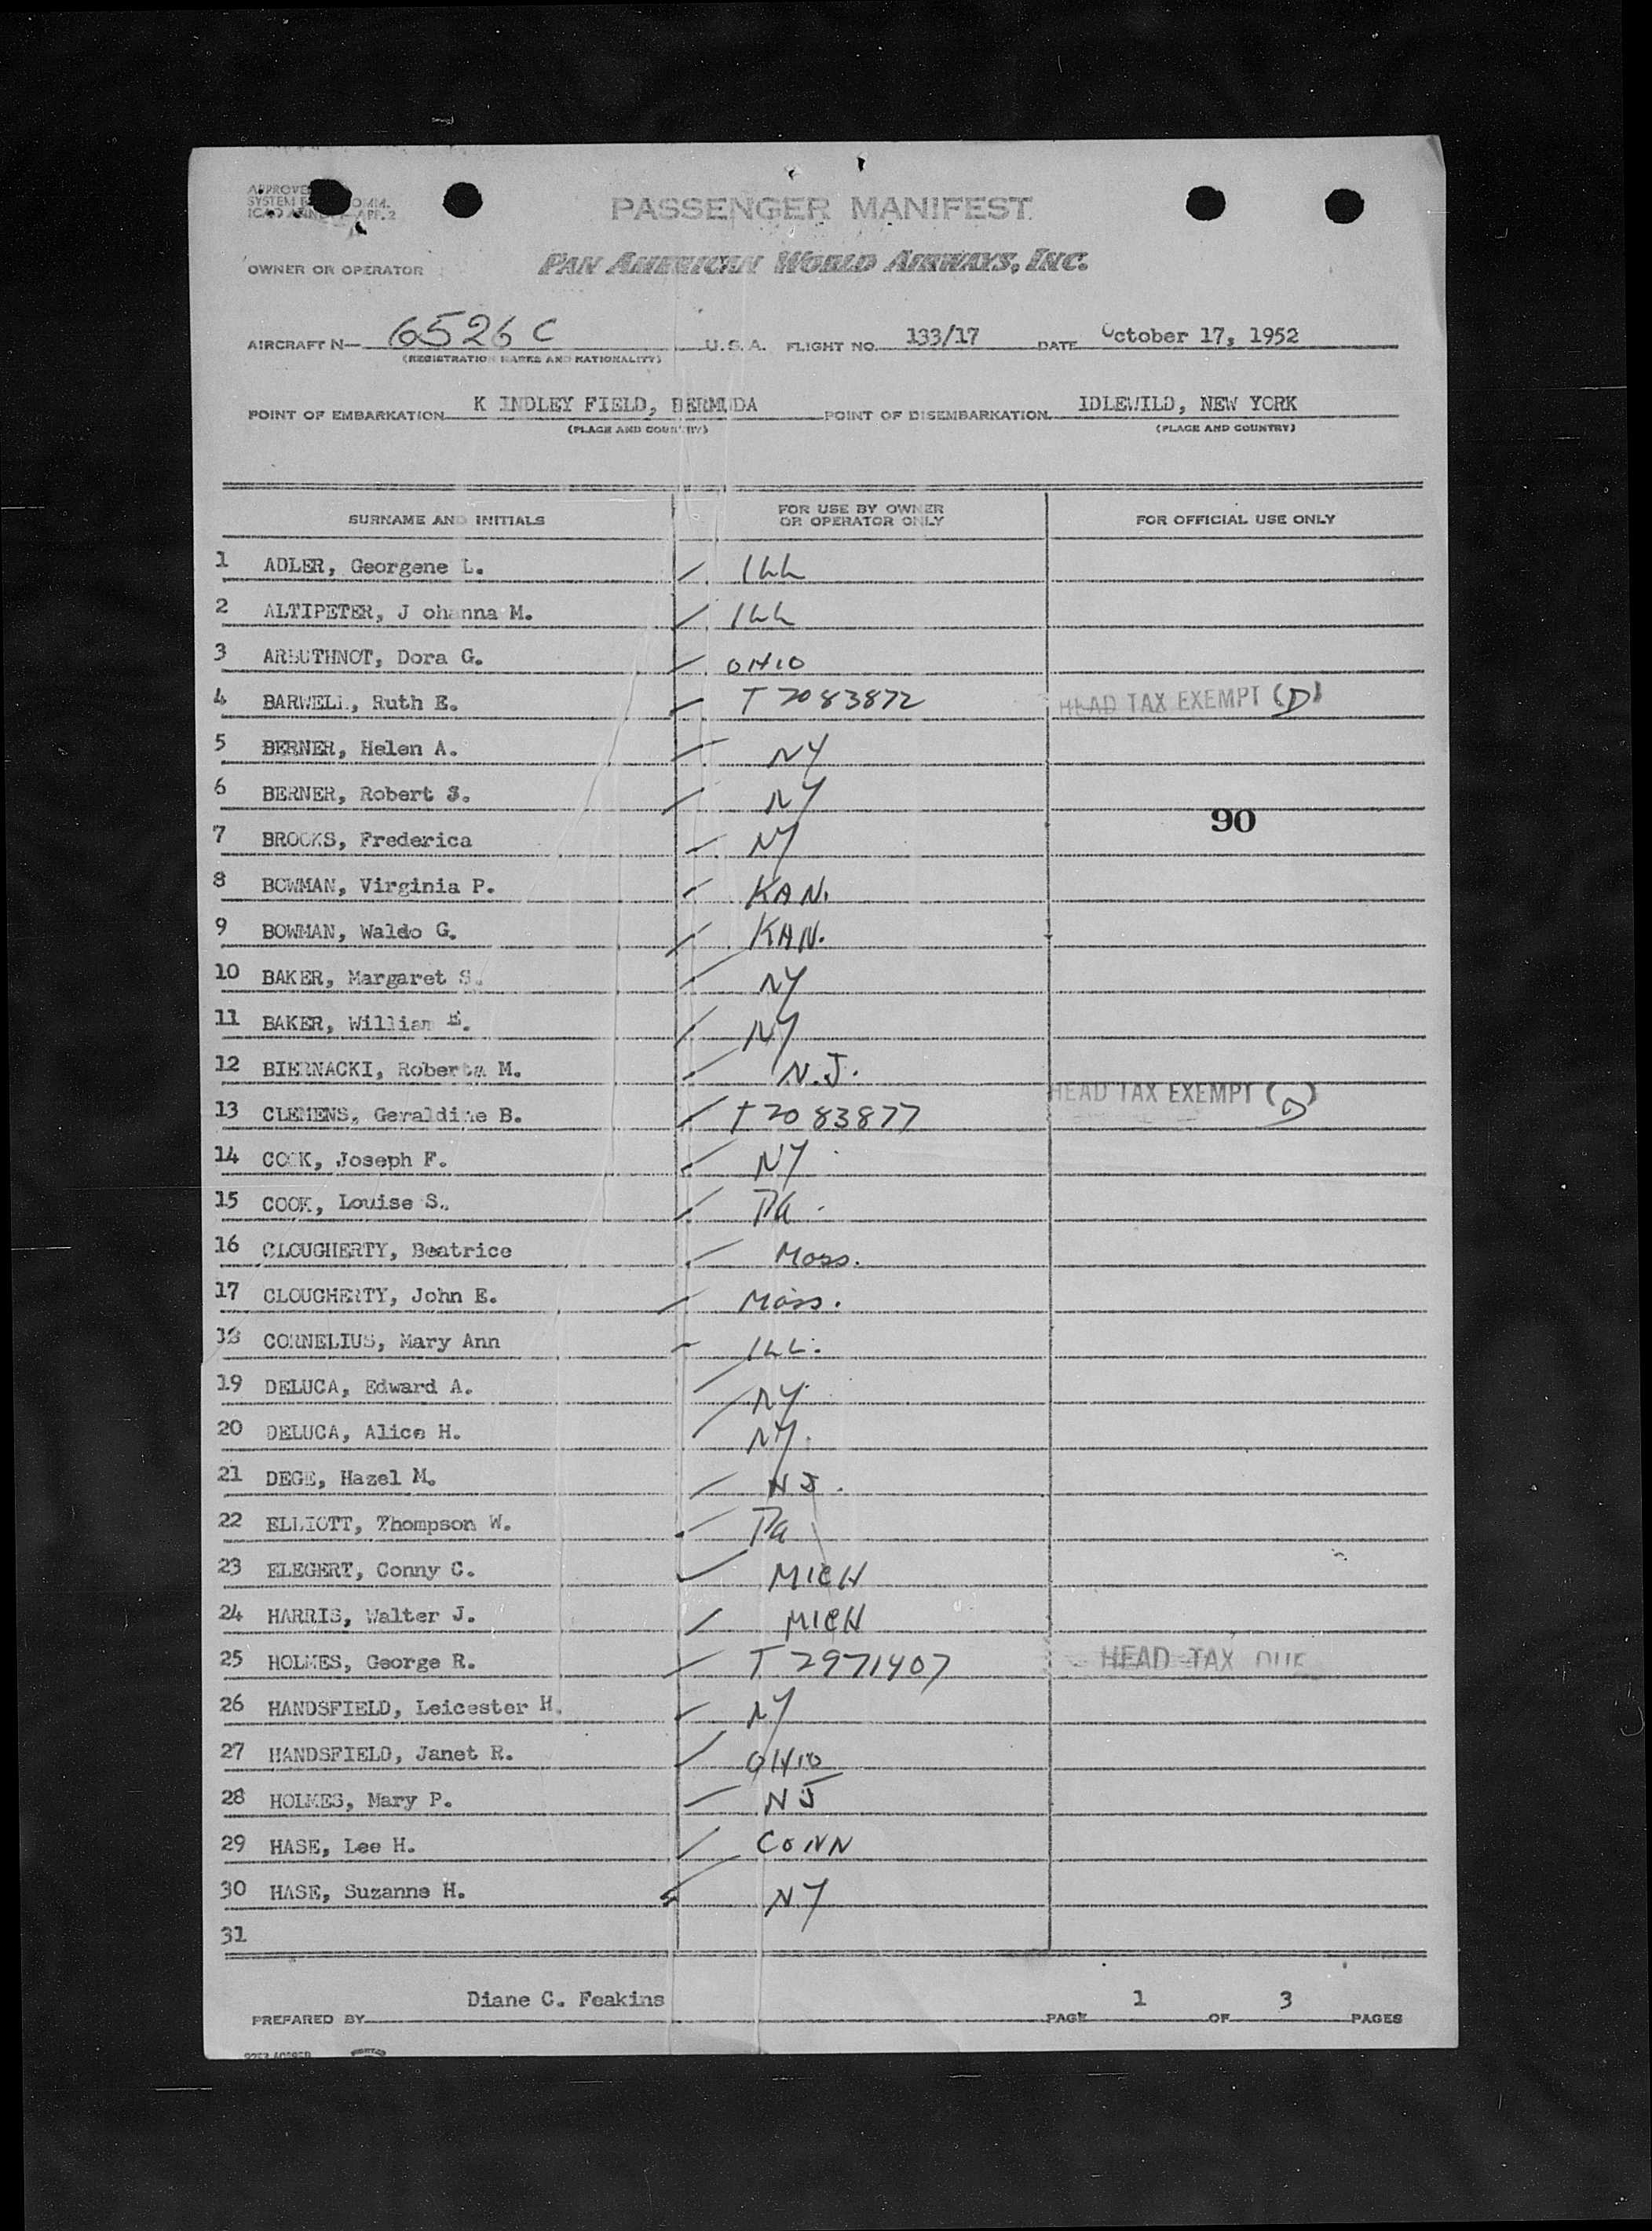 PASSENGER MANIFEST
OWNER OR OPERATOR PAN AMERICAN WORLD AIRWAYS, INC.
AIRCRAFT N— 6526 C U. S. A. FLIGHT NO. 133/17 DATE October 17, 1952
(REGISTRATION MARKS AND NATIONALITY)
POINT OF EMBARKATION K INDLEY FIELD, BERMUDA POINT OF DISEMBARKATION IDLEWILD, NEW YORK
(PLACE AND COUNTRY) (PLACE AND COUNTRY)
SURNAME AND INITIALS FOR USE BY OWNER OR OPERATOR ONLY FOR OFFICIAL USE ONLY
1 ADLER, Georgene L. ILL
2 ALTIPETER, J ohanna M. ILL
3 ARBUTHNOT, Dora G. OHIO
4 BARWELL, Ruth E. T 2083872 HEAD TAX EXEMPT (D)
5 BERNER, Helen A. NY
6 BERNER, Robert S. NY
90
7 BROOKS, Frederica NY
8 BOWMAN, Virginia P. KAN.
9 BOWMAN, Waldo G. KAN.
10 BAKER, Margaret S. NY
11 BAKER, William E. NY
12 BIERNACKI, Roberta M. N.J.
13 CLEMENS, Geraldine B. T 2083877 HEAD TAX EXEMPT (D)
14 COOK, Joseph F. NY
15 COOK, Louise S. Pa.
16 CLOUGHERTY, Beatrice Mass.
17 CLOUGHERTY, John E. Mass.
18 CORNELIUS, Mary Ann ILL.
19 DELUCA, Edward A. NY.
20 DELUCA, Alice H. NY.
21 DEGE, Hazel M. NJ.
22 ELLIOTT, Thompson W. Pa
23 ELEGERT, Conny C. MICH
24 HARRIS, Walter J. MICH
25 HOLMES, George R. T 2971407 HEAD TAX DUE
26 HANDSFIELD, Leicester H. NY
27 HANDSFIELD, Janet R. OHIO
28 HOLMES, Mary P. NJ
29 HASE, Lee H. CONN
30 HASE, Suzanne H. NY
31
PREPARED BY Diane C. Feakins PAGE 1 OF 3 PAGES